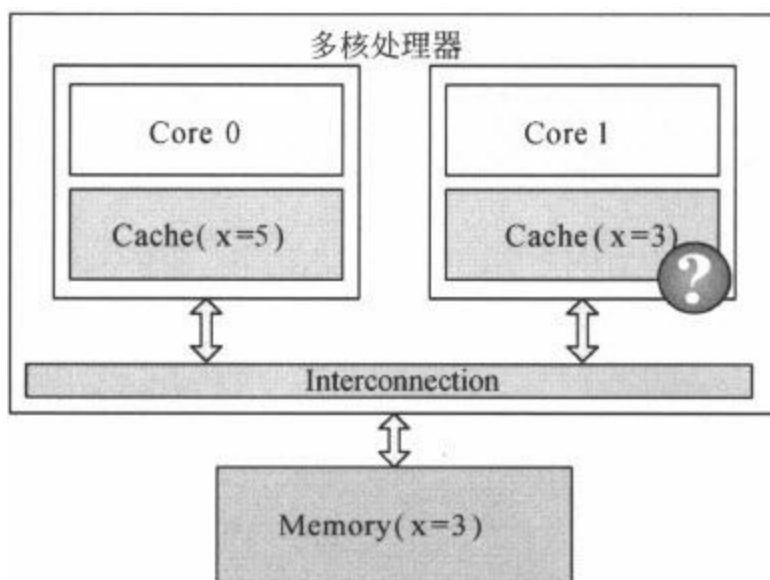 多核处理器
Core 0
Core 1
Cache( x=5)
Cache( x=3)
?
Interconnection
Memory( x=3)